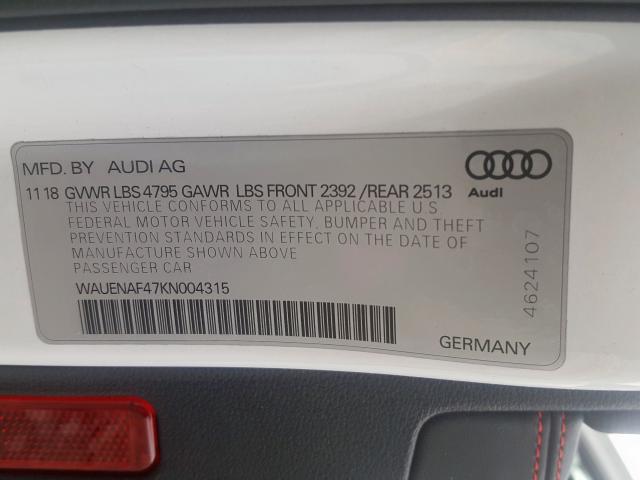 MFD. BY AUDI AG
11 18 GVWR LBS 4795 GAWR LBS FRONT 2392 / REAR 2513
THIS VEHICLE CONFORMS TO ALL APPLICABLE U.S.
FEDERAL MOTOR VEHICLE SAFETY, BUMPER AND THEFT
PREVENTION STANDARDS IN EFFECT ON THE DATE OF
MANUFACTURE SHOWN ABOVE
PASSENGER CAR
WAUENAF47KN004315
Audi
4624107
GERMANY